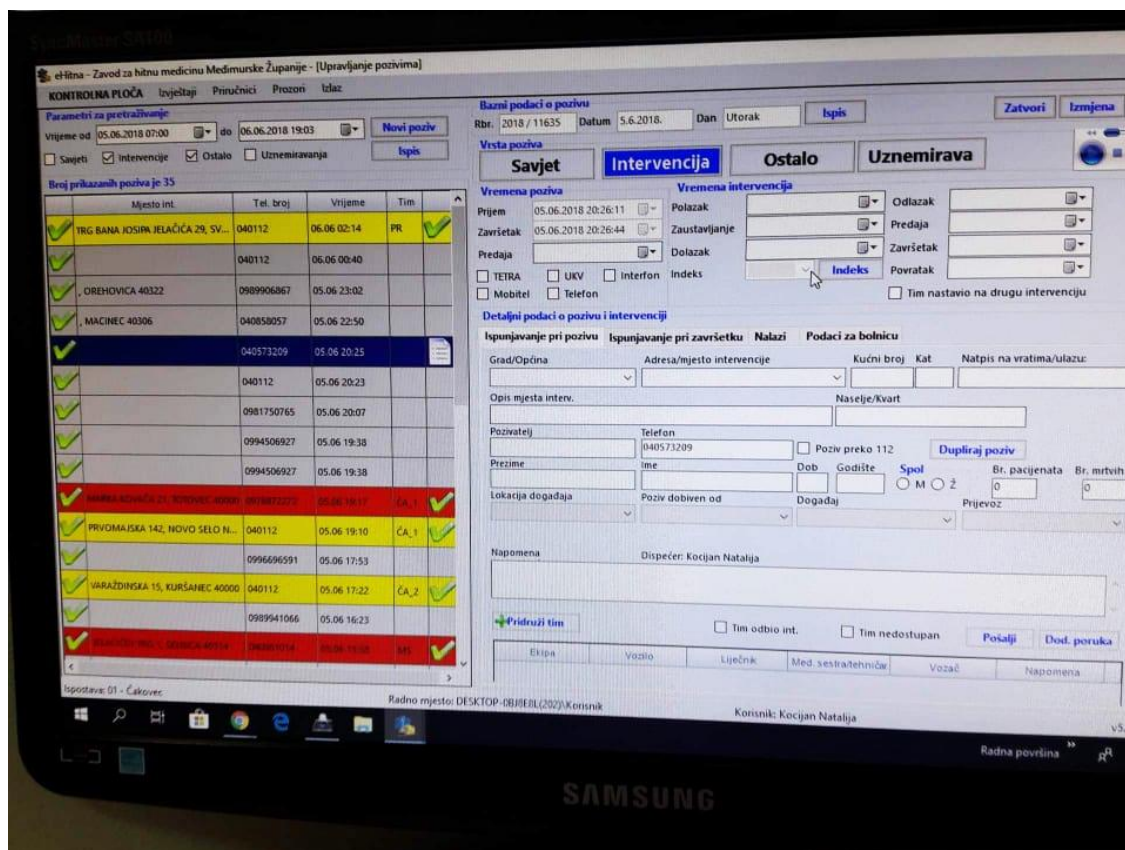 SyncMaster SA100
eHitna - Zavod za hitnu medicinu Međimurske Županije - [Upravljanje pozivima]
KONTROLNA PLOČA Izvještaji Priručnici Prozori Izlaz
Parametri za pretraživanje
Vrijeme od 05.06.2018 07:00 do 06.06.2018 19:03 Novi poziv
Savjeti Intervencije Ostalo Uznemiravanja Ispis
Broj prikazanih poziva je 35
Mjesto int. Tel. broj Vrijeme Tim
TRG BANA JOSIPA JELAČIĆA 29, SV... 040112 06.06 02:14 PR
040112 06.06 00:40
, OREHOVICA 40322 0989906867 05.06 23:02
, MACINEC 40306 040858057 05.06 22:50
040573209 05.06 20:25
040112 05.06 20:23
0981750765 05.06 20:07
0994506927 05.06 19:38
0994506927 05.06 19:38
05.06 19:17 ČA_1
PRVOMAJSKA 142, NOVO SELO N... 040112 05.06 19:10 ČA_1
0996696591 05.06 17:53
VARAŽDINSKA 15, KURŠANEC 40000 040112 05.06 17:22 ČA_2
0989941066 05.06 16:23
MS
Ispostava: 01 - Čakovec
Bazni podaci o pozivu
Rbr. 2018 / 11635 Datum 5.6.2018. Dan Utorak Ispis Zatvori Izmjena
Vrsta poziva
Savjet Intervencija Ostalo Uznemirava
Vremena poziva Vremena intervencija
Prijem 05.06.2018 20:26:11 Polazak Odlazak
Završetak 05.06.2018 20:26:44 Zaustavljanje Predaja
Predaja Dolazak Završetak
TETRA UKV Interfon Indeks Indeks Povratak
Mobitel Telefon Tim nastavio na drugu intervenciju
Detaljni podaci o pozivu i intervenciji
Ispunjavanje pri pozivu Ispunjavanje pri završetku Nalazi Podaci za bolnicu
Grad/Općina Adresa/mjesto intervencije Kućni broj Kat Natpis na vratima/ulazu:
Opis mjesta interv. Naselje/Kvart
Pozivatelj Telefon
040573209 Poziv preko 112 Dupliraj poziv
Prezime Ime Dob Godište Spol Br. pacijenata Br. mrtvih
M Ž 0 0
Lokacija događaja Poziv dobiven od Događaj Prijevoz
Napomena Dispečer: Kocijan Natalija
Pridruži tim Tim odbio int. Tim nedostupan Pošalji Dod. poruka
Ekipa Vozilo Liječnik Med. sestra/tehničar Vozač Napomena
Radno mjesto: DESKTOP-0BJ8E8L(202)\Korisnik Korisnik: Kocijan Natalija v5.
Radna površina »
SAMSUNG